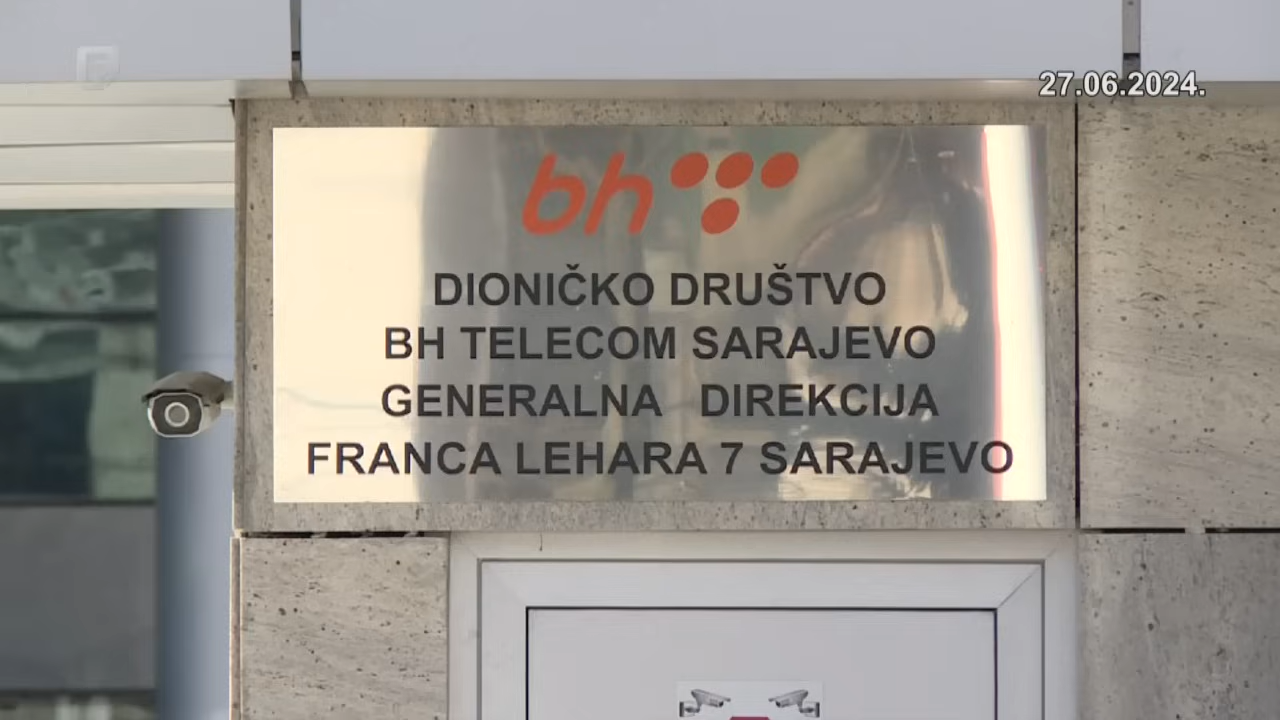 27.06.2024.
bh
DIONIČKO DRUŠTVO
BH TELECOM SARAJEVO
GENERALNA DIREKCIJA
FRANCA LEHARA 7 SARAJEVO